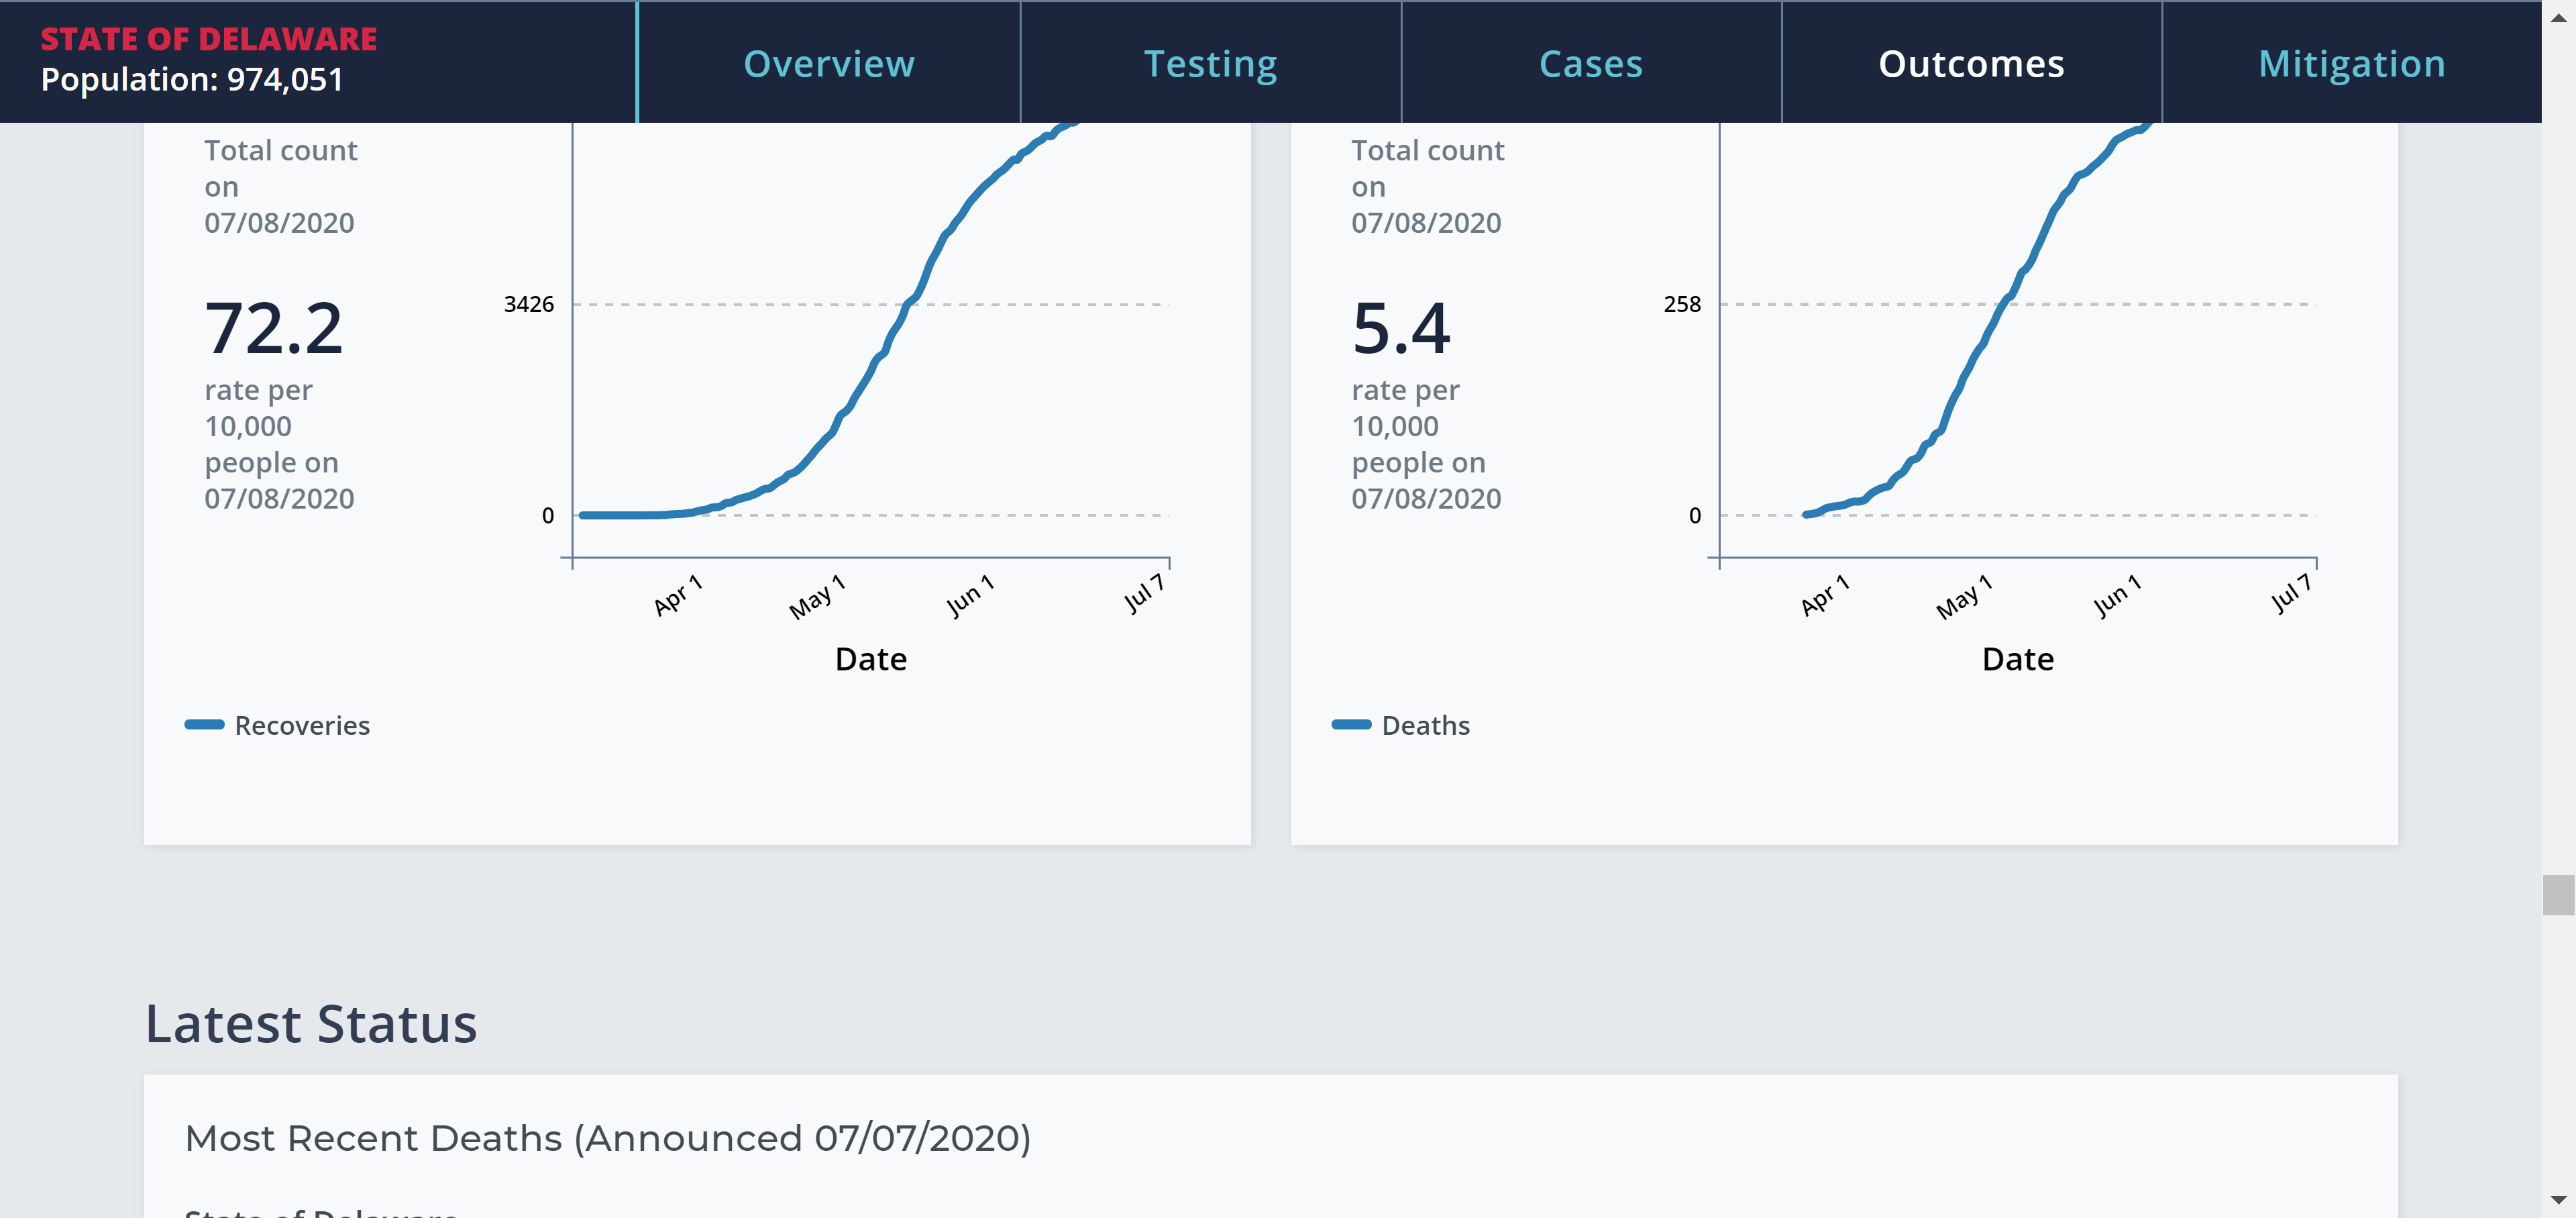 STATE OF DELAWARE
Population: 974,051
Overview
Testing
Cases
Outcomes
Mitigation
Total count
on
07/08/2020
72.2
rate per
10,000
people on
07/08/2020
3426
0
Apr 1
May 1
Jun 1
Jul 7
Date
Recoveries
Total count
on
07/08/2020
5.4
rate per
10,000
people on
07/08/2020
258
0
Apr 1
May 1
Jun 1
Jul 7
Date
Deaths
Latest Status
Most Recent Deaths (Announced 07/07/2020)
State of Delaware